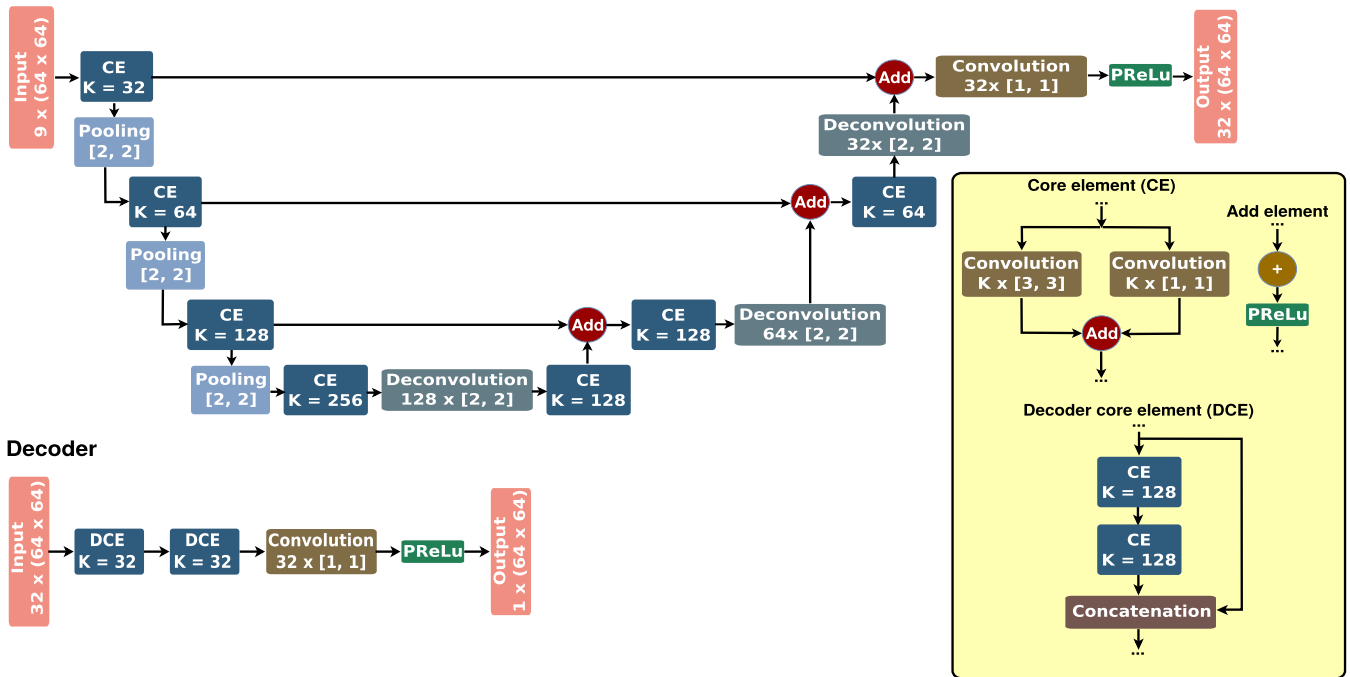 Input
9 x (64 x 64)
CE
K = 32
Pooling
[2, 2]
CE
K = 64
Pooling
[2, 2]
CE
K = 128
Pooling
[2, 2]
CE
K = 256
Deconvolution
128 x [2, 2]
CE
K = 128
Add
CE
K = 128
Deconvolution
64x [2, 2]
Add
CE
K = 64
Deconvolution
32x [2, 2]
Add
Convolution
32x [1, 1]
PReLu
Output
32 x (64 x 64)
Decoder
Input
32 x (64 x 64)
DCE
K = 32
DCE
K = 32
Convolution
32 x [1, 1]
PReLu
Output
1 x (64 x 64)
Core element (CE)
...
Convolution
K x [3, 3]
Convolution
K x [1, 1]
Add
...
Add element
...
+
PReLu
...
Decoder core element (DCE)
...
CE
K = 128
CE
K = 128
Concatenation
...